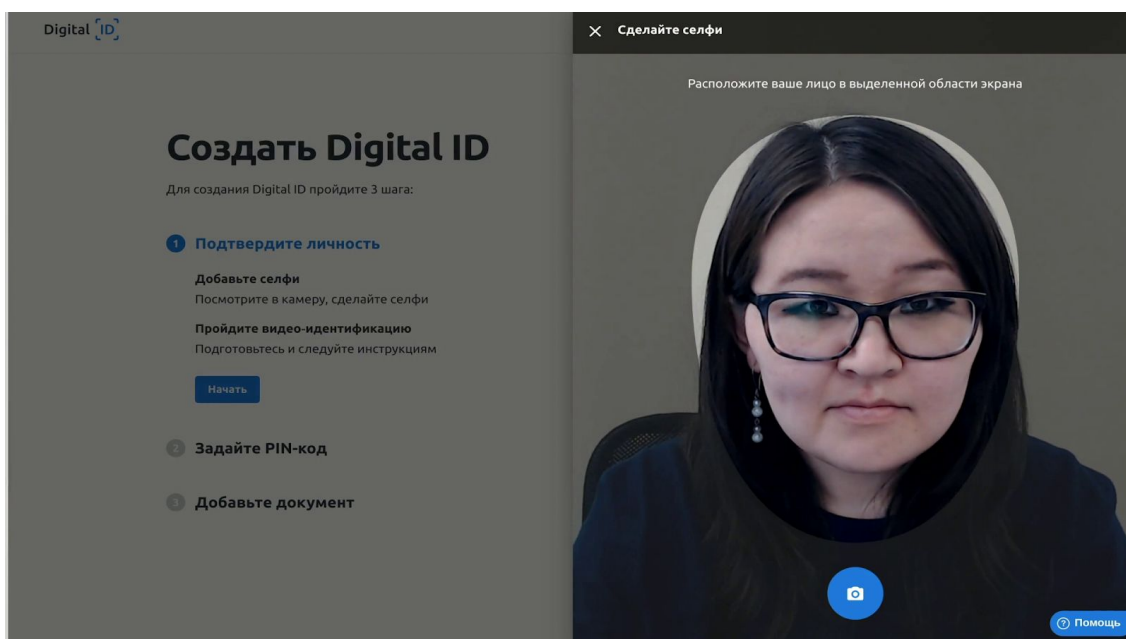 Digital [ID]
Создать Digital ID
Для создания Digital ID пройдите 3 шага:
1 Подтвердите личность
Добавьте селфи
Посмотрите в камеру, сделайте селфи
Пройдите видео-идентификацию
Подготовьтесь и следуйте инструкциям
Начать
2 Задайте PIN-код
3 Добавьте документ
Сделайте селфи
Расположите ваше лицо в выделенной области экрана
Помощь